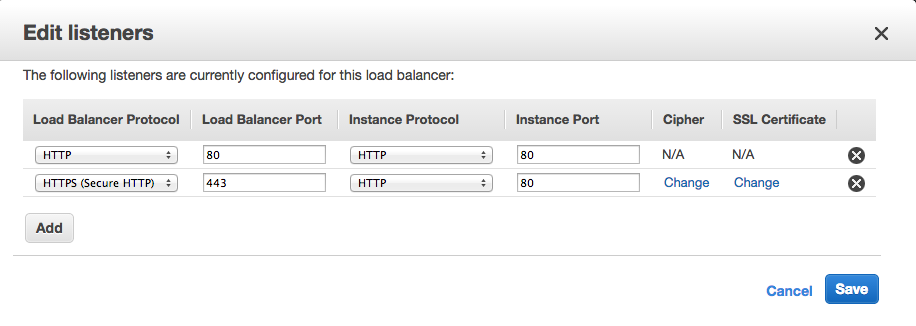 Edit listeners
The following listeners are currently configured for this load balancer:
Load Balancer Protocol Load Balancer Port Instance Protocol Instance Port Cipher SSL Certificate
HTTP 80 HTTP 80 N/A N/A
HTTPS (Secure HTTP) 443 HTTP 80 Change Change
Add
Cancel Save